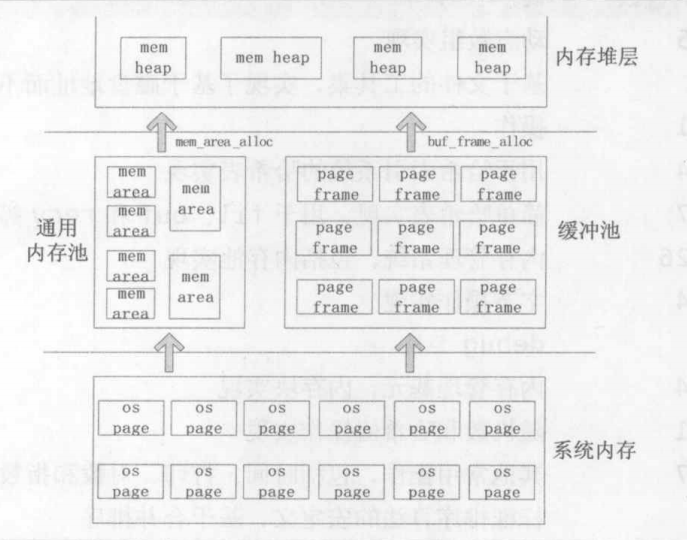 mem
heap
mem heap
mem
heap
mem
heap
内存堆层
mem_area_alloc
buf_frame_alloc
通用
内存池
mem
area
mem
area
mem
area
mem
area
mem
area
mem
area
page
frame
page
frame
page
frame
page
frame
page
frame
page
frame
page
frame
page
frame
page
frame
缓冲池
os
page
os
page
os
page
os
page
os
page
os
page
os
page
os
page
os
page
os
page
os
page
os
page
系统内存